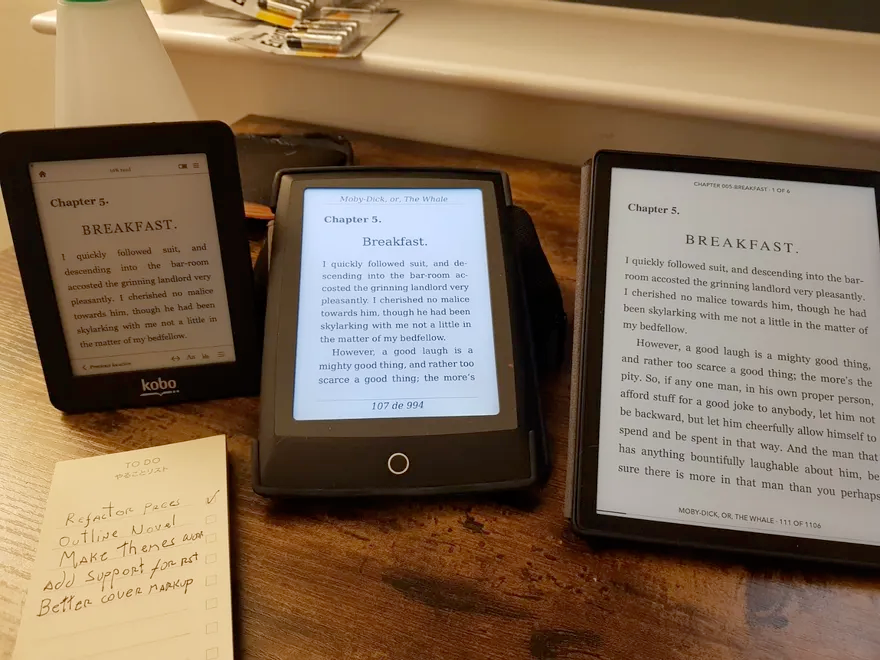 Chapter 5.
BREAKFAST.
I quickly followed suit, and
descending into the bar-room
accosted the grinning landlord very
pleasantly. I cherished no malice
towards him, though he had been
skylarking with me not a little in
the matter of my bedfellow.
kobo
Moby-Dick, or, The Whale
Chapter 5.
Breakfast.
I quickly followed suit, and de-
scending into the bar-room ac-
costed the grinning landlord very
pleasantly. I cherished no malice
towards him, though he had been
skylarking with me not a little in
the matter of my bedfellow.
However, a good laugh is a
mighty good thing, and rather too
scarce a good thing; the more's
107 de 994
CHAPTER 005-BREAKFAST · 1 OF 6
Chapter 5.
BREAKFAST.
I quickly followed suit, and descending into the bar-
room accosted the grinning landlord very pleasantly.
I cherished no malice towards him, though he had
been skylarking with me not a little in the matter of
my bedfellow.
However, a good laugh is a mighty good thing,
and rather too scarce a good thing; the more's the
pity. So, if any one man, in his own proper person,
afford stuff for a good joke to anybody, let him not
be backward, but let him cheerfully allow himself to
spend and be spent in that way. And the man that
has anything bountifully laughable about him, be
sure there is more in that man than you perhaps
MOBY-DICK, OR, THE WHALE · 111 OF 1106
TO DO
やることリスト
Refactor Paces
Outline Novel
Make Themes work
Add Support for RST
Better cover markup